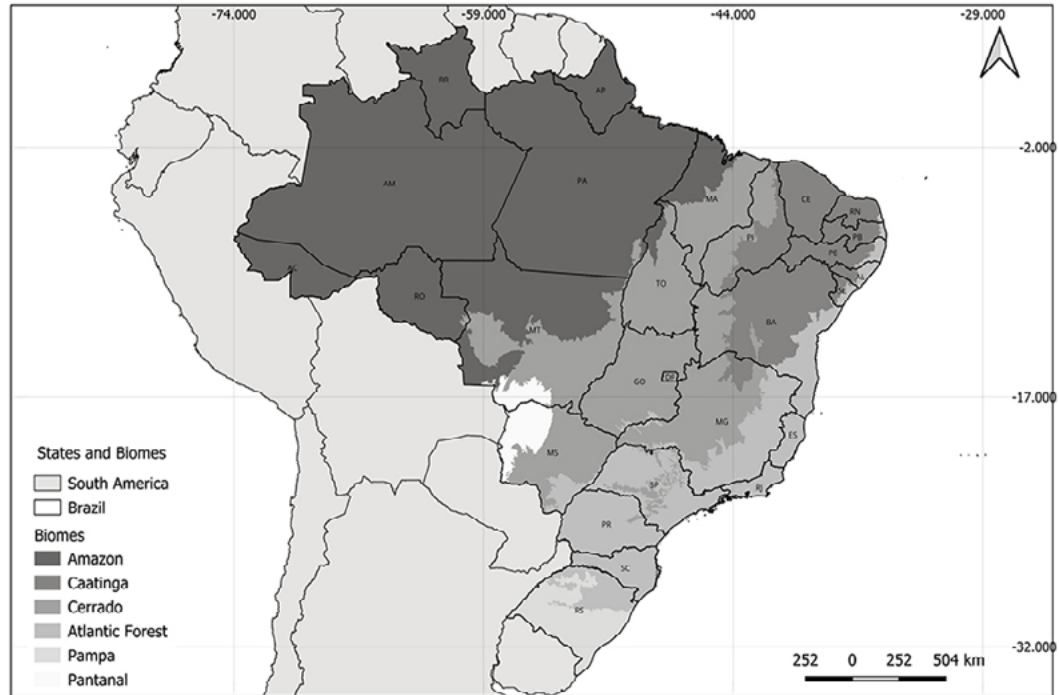 -74.000 -59.000 -44.000 -29.000
-2.000
-17.000
-32.000
RR
AP
AM
PA
MA
CE
RN
PB
PE
AL
SE
PI
AC
RO
TO
MT
BA
GO
DF
MG
ES
MS
SP
RJ
PR
SC
RS
States and Biomes
South America
Brazil
Biomes
Amazon
Caatinga
Cerrado
Atlantic Forest
Pampa
Pantanal
252 0 252 504 km